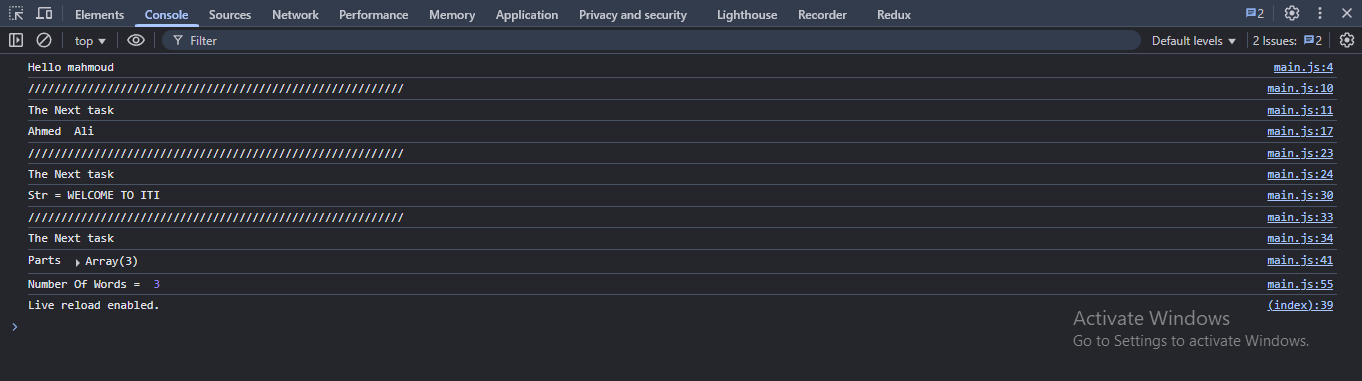 Elements Console Sources Network Performance Memory Application Privacy and security Lighthouse Recorder Redux 2
top Filter Default levels 2 Issues: 2
Hello mahmoud main.js:4
///////////////////////////////////////////////////////// main.js:10
The Next task main.js:11
Ahmed  Ali main.js:17
///////////////////////////////////////////////////////// main.js:23
The Next task main.js:24
Str = WELCOME TO ITI main.js:30
///////////////////////////////////////////////////////// main.js:33
The Next task main.js:34
Parts  Array(3) main.js:41
Number Of Words =  3 main.js:55
Live reload enabled. (index):39
Activate Windows
Go to Settings to activate Windows.